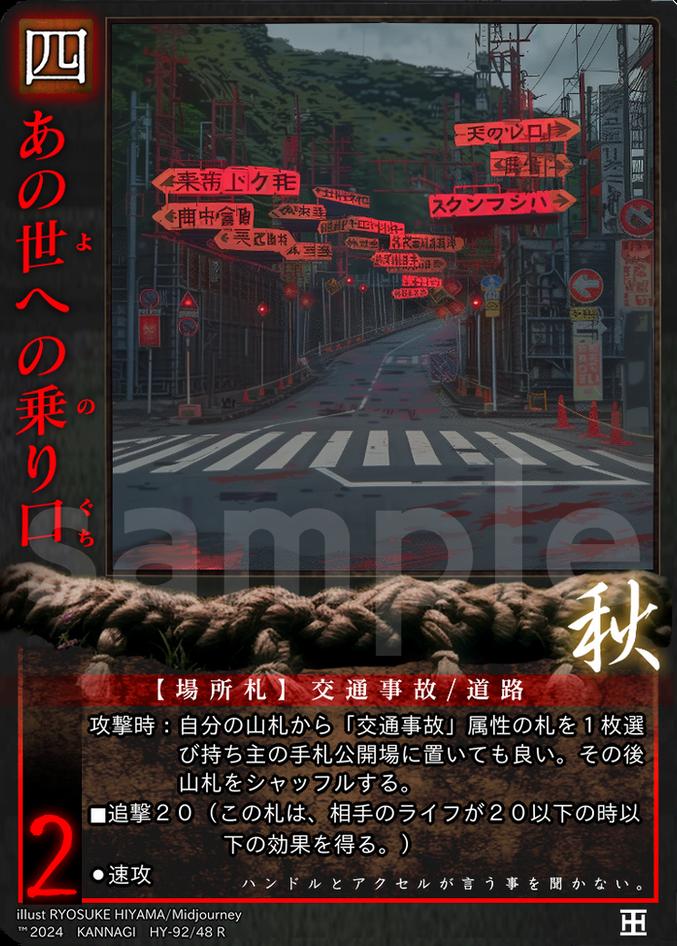 四
あの世への乗り口
よ
の
ぐち
sample
秋
【場所札】交通事故/道路
攻撃時：自分の山札から「交通事故」属性の札を１枚選
び持ち主の手札公開場に置いても良い。その後
山札をシャッフルする。
■追撃２０（この札は、相手のライフが２０以下の時以
下の効果を得る。）
●速攻
ハンドルとアクセルが言う事を聞かない。
2
illust RYOSUKE HIYAMA/Midjourney
™2024 KANNAGI HY-92/48 R